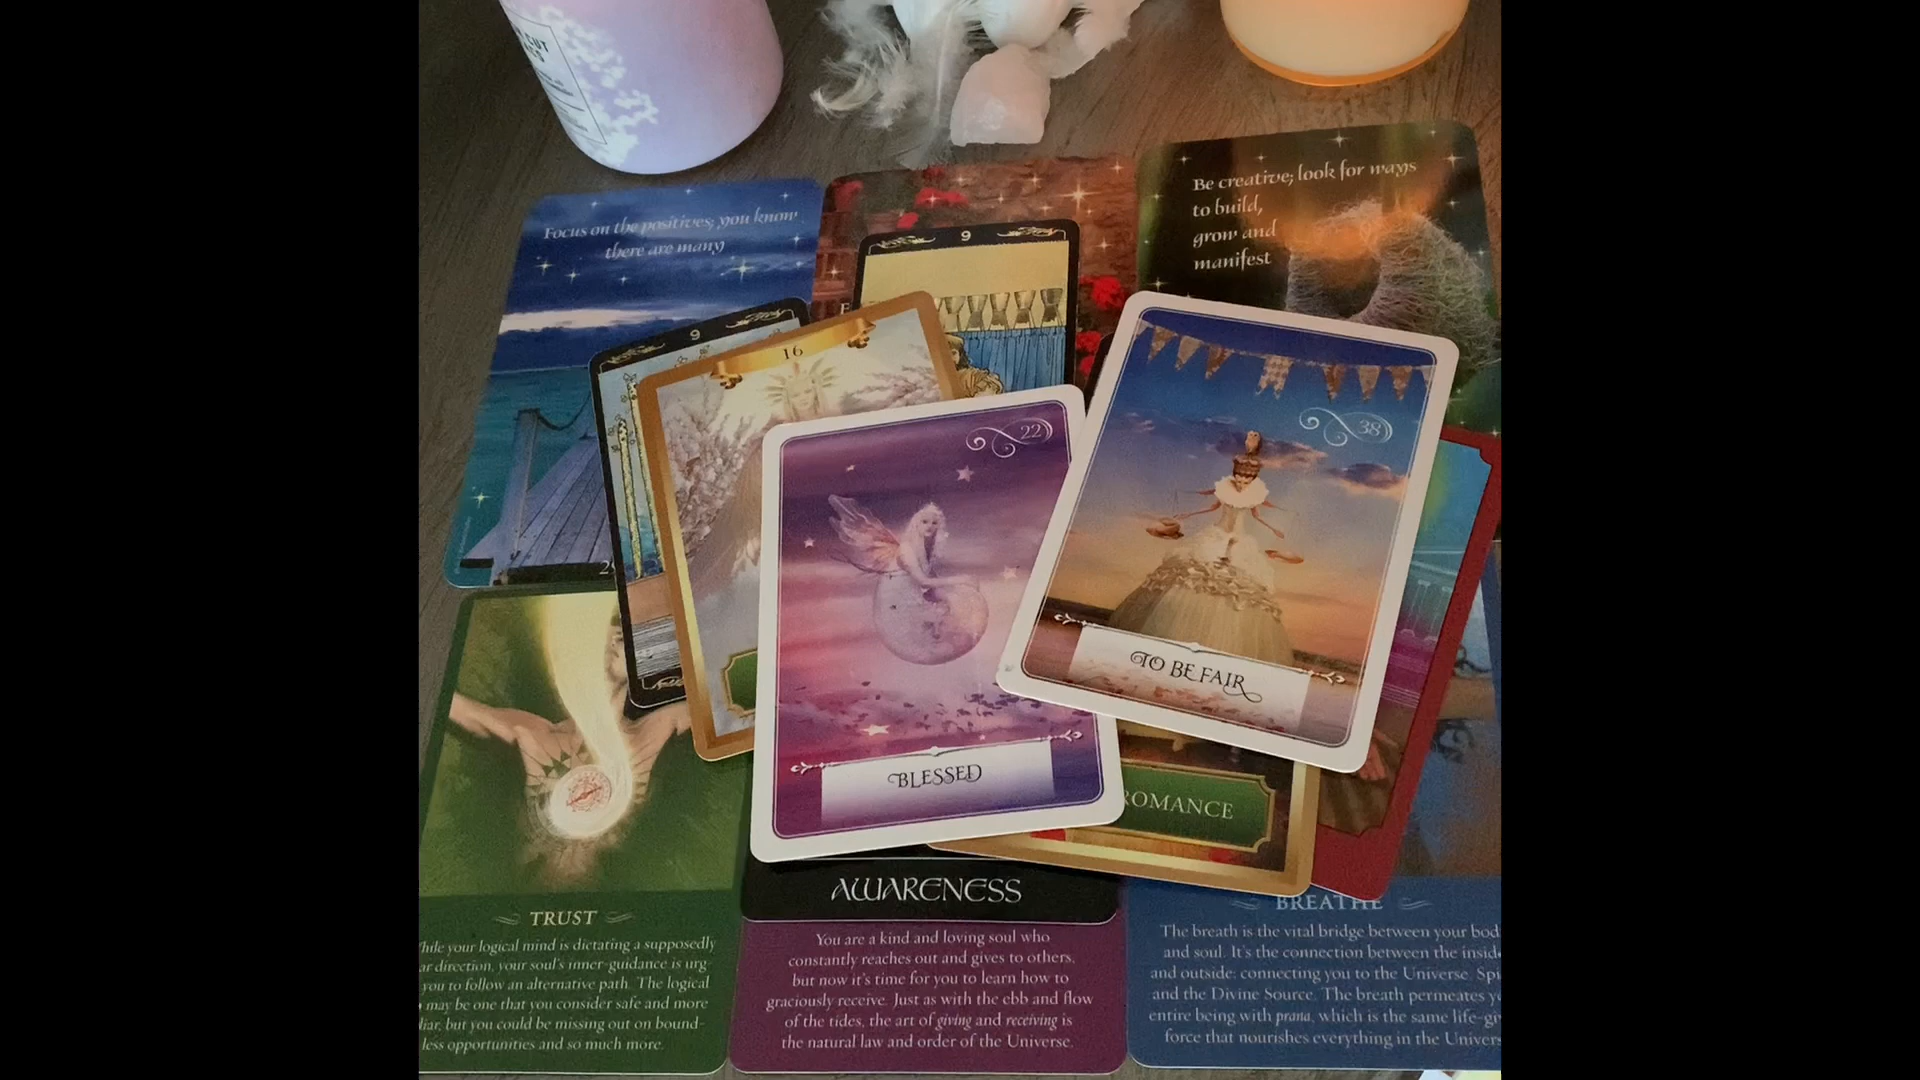 CUT
Focus on the positives; you know
there are many
9
Be creative; look for ways
to build,
grow and
manifest
9
16
22
38
TO BE FAIR
BLESSED
ROMANCE
AWARENESS
TRUST
your logical mind is dictating a supposedly
direction, your soul's inner-guidance is urg-
you to follow an alternative path. The logical
may be one that you consider safe and more
but you could be missing out on bound-
less opportunities and so much more.
You are a kind and loving soul who
constantly reaches out and gives to others,
but now it's time for you to learn how to
graciously receive. Just as with the ebb and flow
of the tides, the art of giving and receiving is
the natural law and order of the Universe.
BREATHE
The breath is the vital bridge between your bod
and soul. It's the connection between the insid
and outside: connecting you to the Universe, Spi
and the Divine Source. The breath permeates y
entire being with prana, which is the same life-gi
force that nourishes everything in the Univers